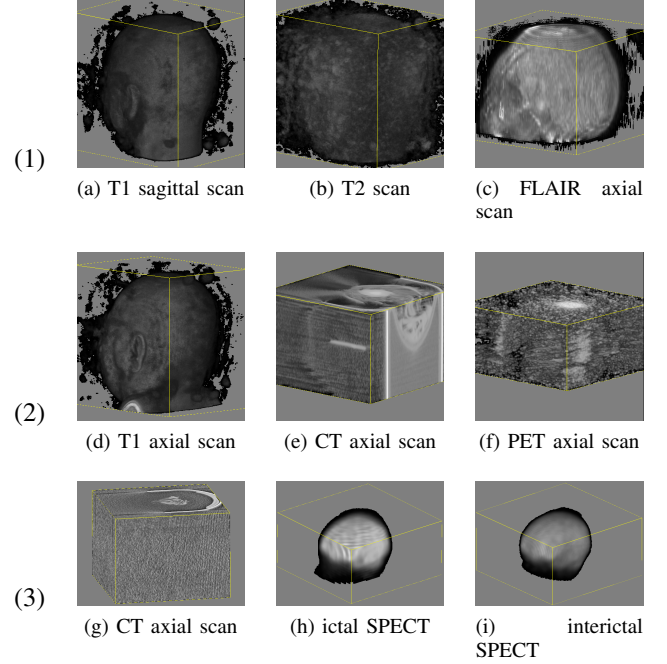 (1)
(a) T1 sagittal scan
(b) T2 scan
(c) FLAIR axial
scan
(2)
(d) T1 axial scan
(e) CT axial scan
(f) PET axial scan
(3)
(g) CT axial scan
(h) ictal SPECT
(i) interictal
SPECT